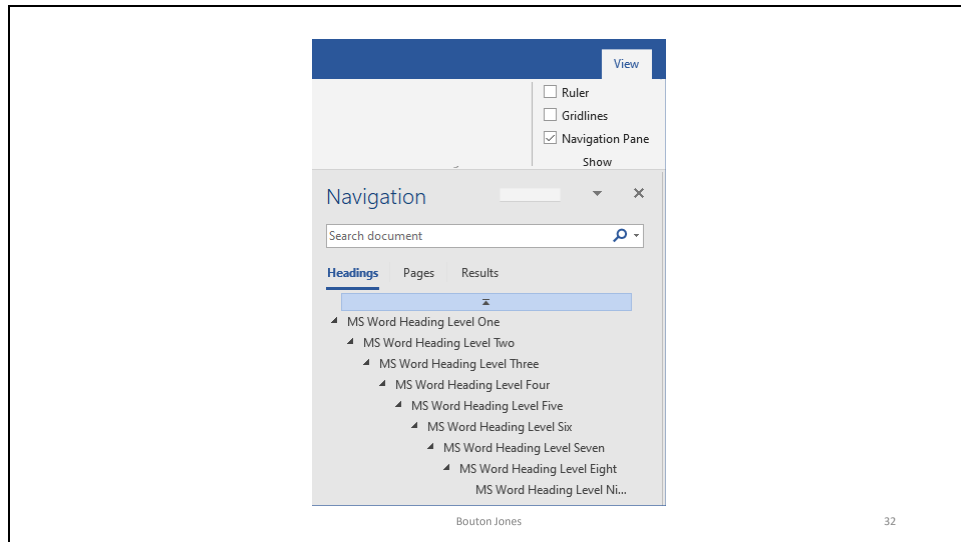 View
Ruler
Gridlines
Navigation Pane
Show
Navigation
Search document
Headings Pages Results
MS Word Heading Level One
MS Word Heading Level Two
MS Word Heading Level Three
MS Word Heading Level Four
MS Word Heading Level Five
MS Word Heading Level Six
MS Word Heading Level Seven
MS Word Heading Level Eight
MS Word Heading Level Ni...
Bouton Jones 32